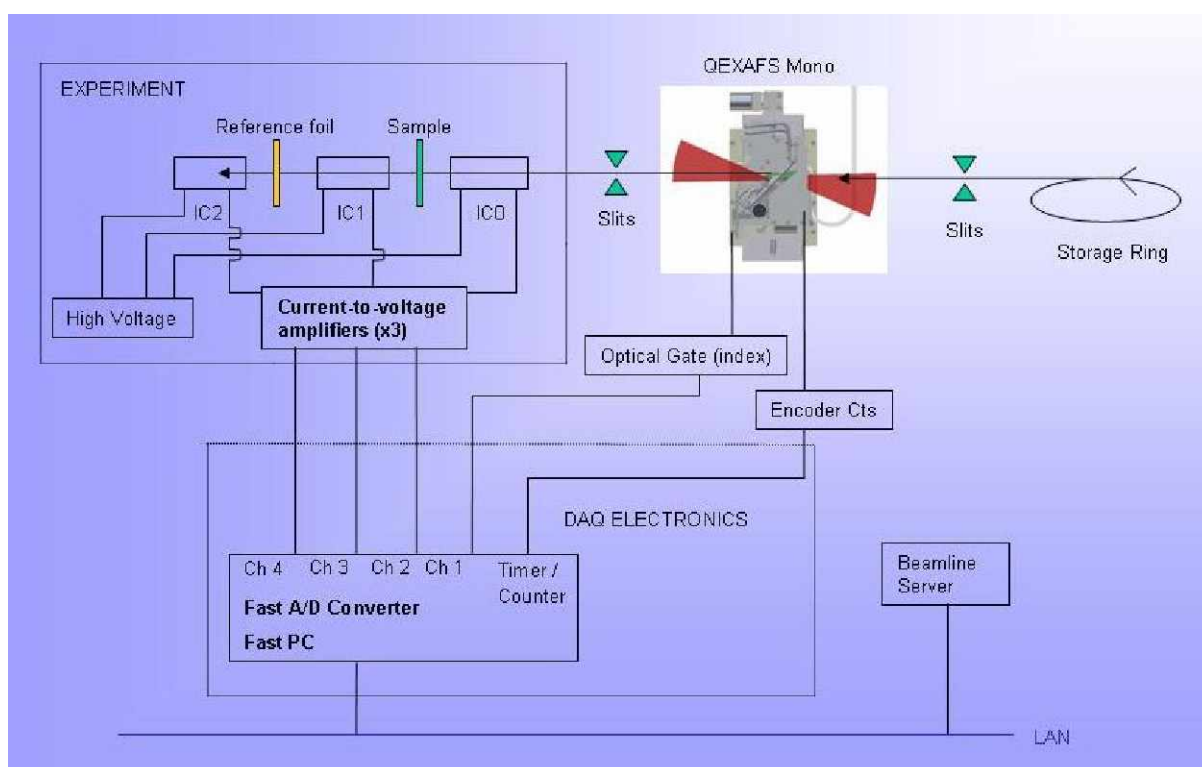 QEXAFS Mono
EXPERIMENT
Reference foil
Sample
IC2
IC1
IC0
Slits
Slits
Storage Ring
High Voltage
Current-to-voltage
amplifiers (x3)
Optical Gate (index)
Encoder Cts
DAQ ELECTRONICS
Ch 4
Ch 3
Ch 2
Ch 1
Timer /
Counter
Fast A/D Converter
Fast PC
Beamline
Server
LAN